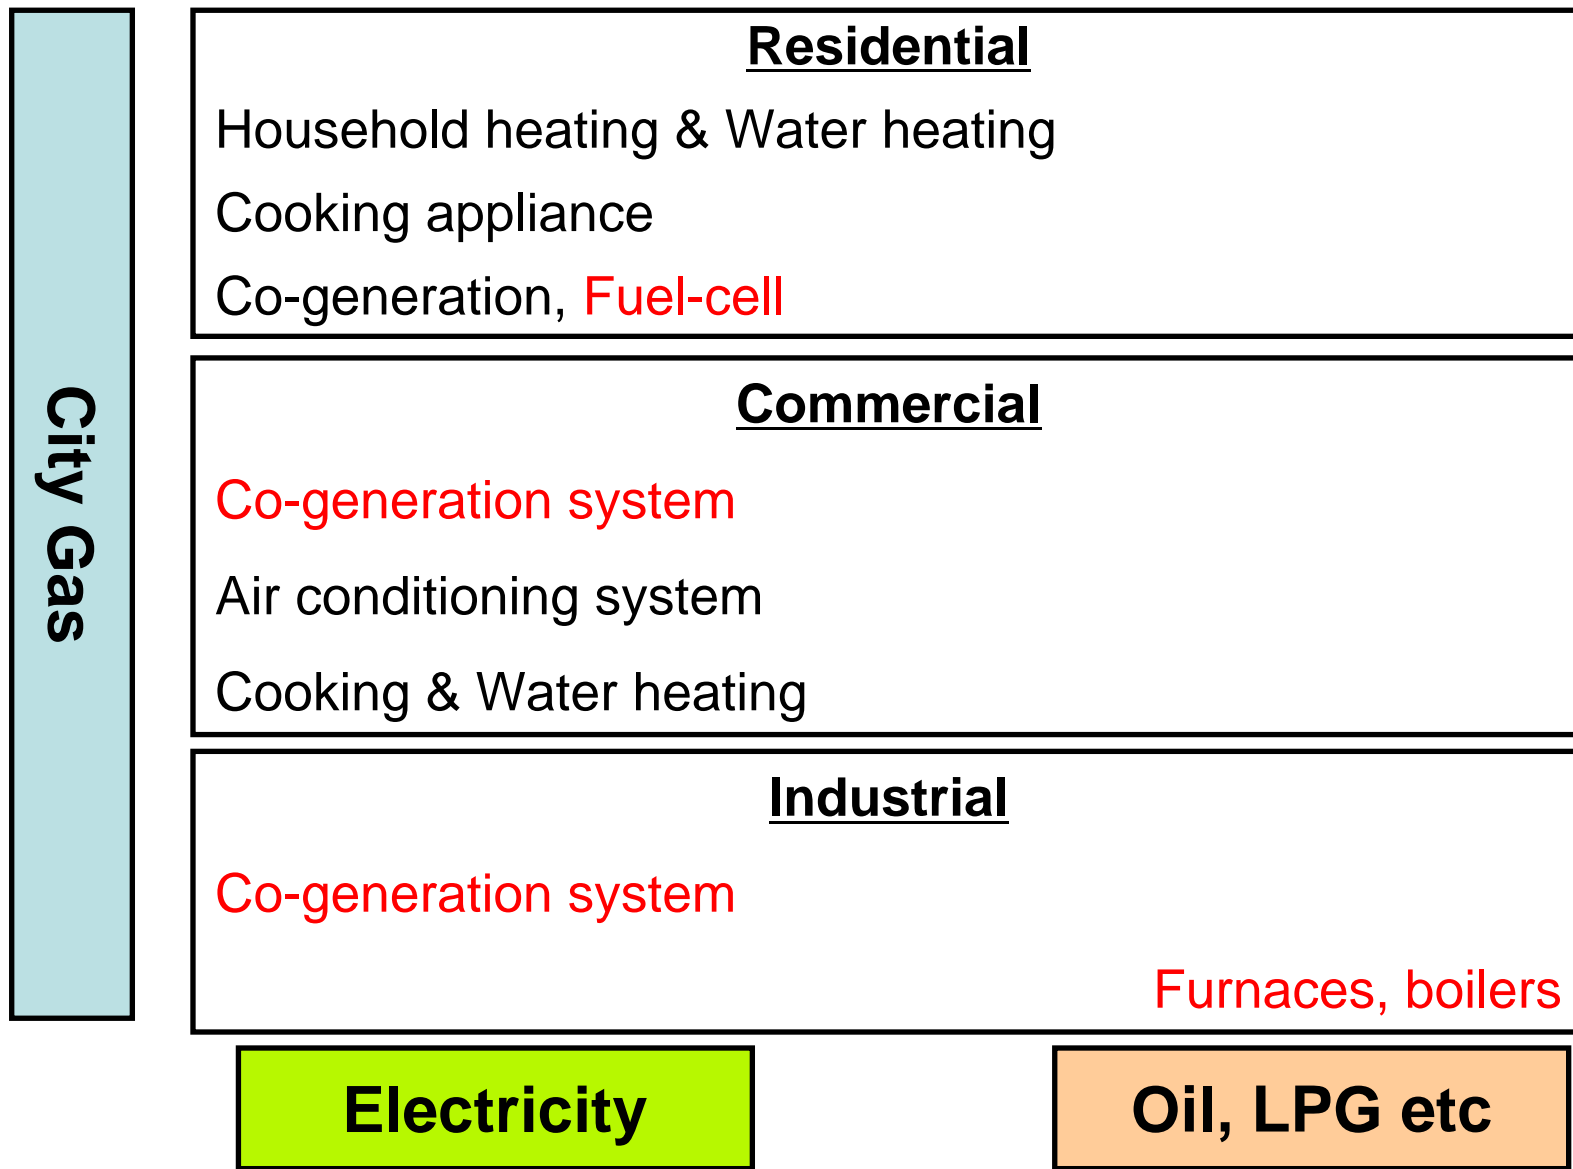 City Gas
Residential
Household heating & Water heating
Cooking appliance
Co-generation, Fuel-cell
Commercial
Co-generation system
Air conditioning system
Cooking & Water heating
Industrial
Co-generation system
Furnaces, boilers
Electricity
Oil, LPG etc